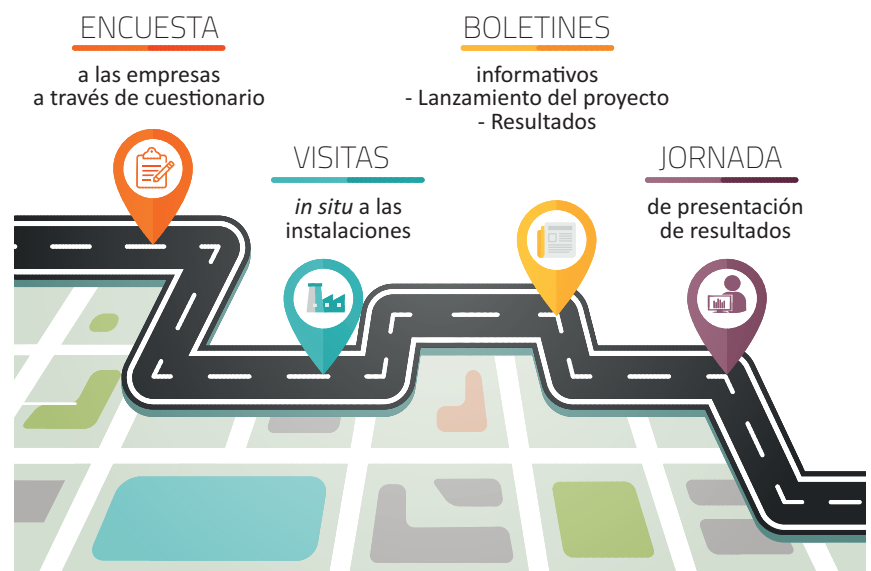 ENCUESTA
a las empresas
a través de cuestionario
VISITAS
in situ a las
instalaciones
BOLETINES
informativos
- Lanzamiento del proyecto
- Resultados
JORNADA
de presentación
de resultados